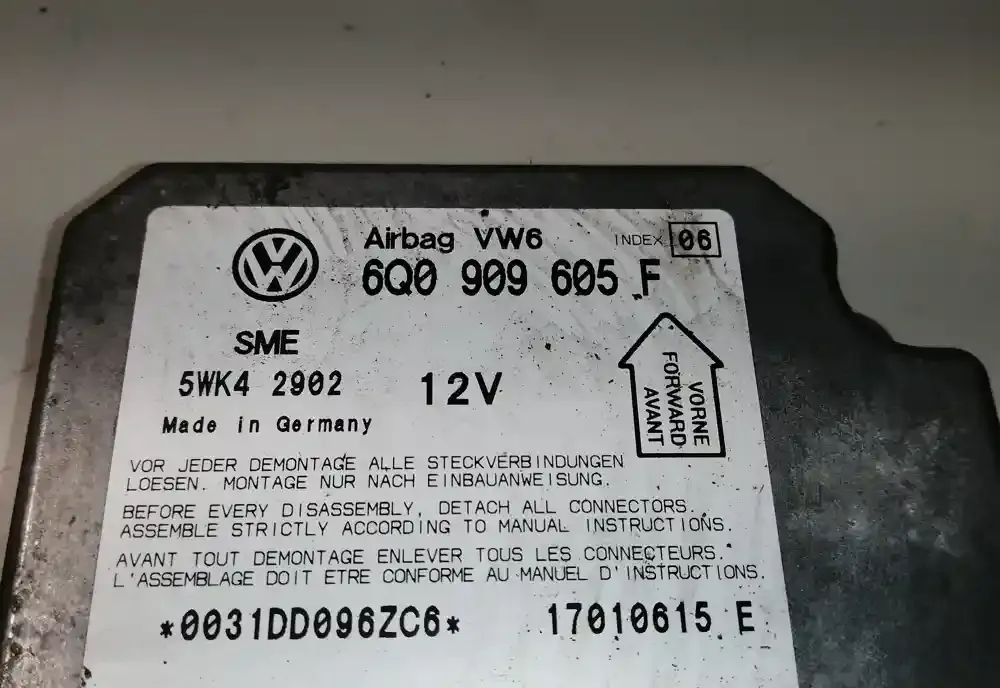 Airbag VW6
INDEX 06
6Q0 909 605 F
SME
5WK4 2902
12V
VORNE
FORWARD
AVANT
Made in Germany
VOR JEDER DEMONTAGE ALLE STECKVERBINDUNGEN
LOESEN. MONTAGE NUR NACH EINBAUANWEISUNG.
BEFORE EVERY DISASSEMBLY, DETACH ALL CONNECTORS.
ASSEMBLE STRICTLY ACCORDING TO MANUAL INSTRUCTIONS.
AVANT TOUT DEMONTAGE ENLEVER TOUS LES CONNECTEURS.
L'ASSEMBLAGE DOIT ETRE CONFORME AU MANUEL D'INSTRUCTIONS.
*0031DD096ZC6*
17010615 E